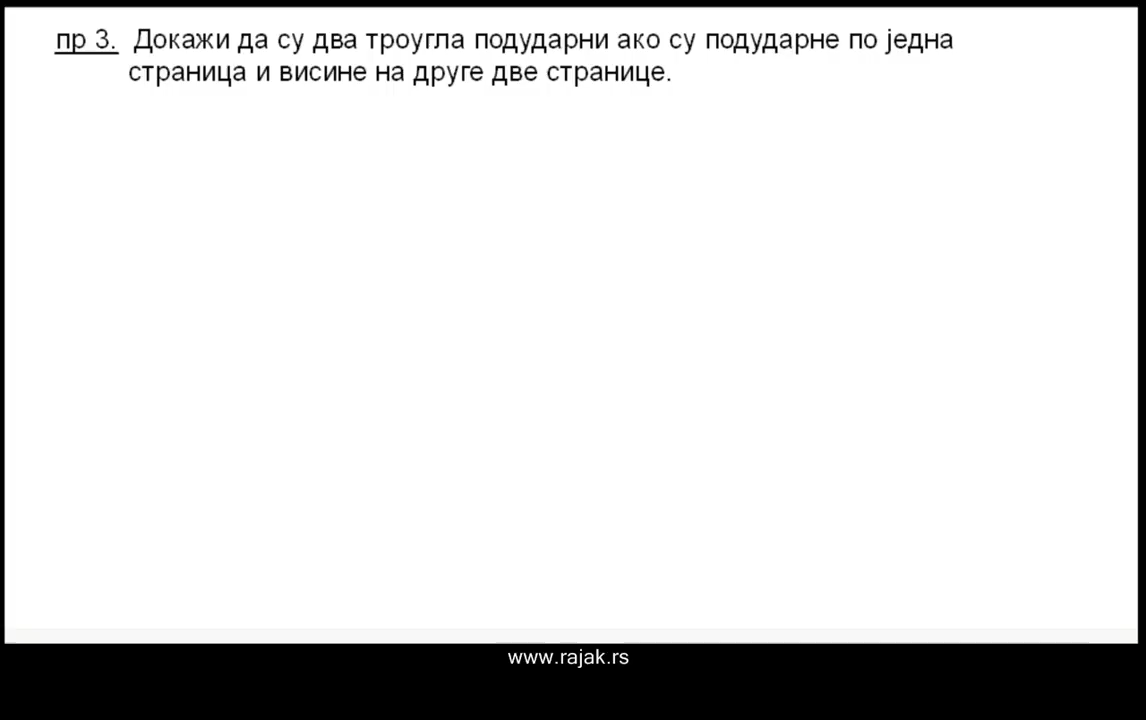 пр 3. Докажи да су два троугла подударни ако су подударне по једна
страница и висине на друге две странице.
www.rajak.rs